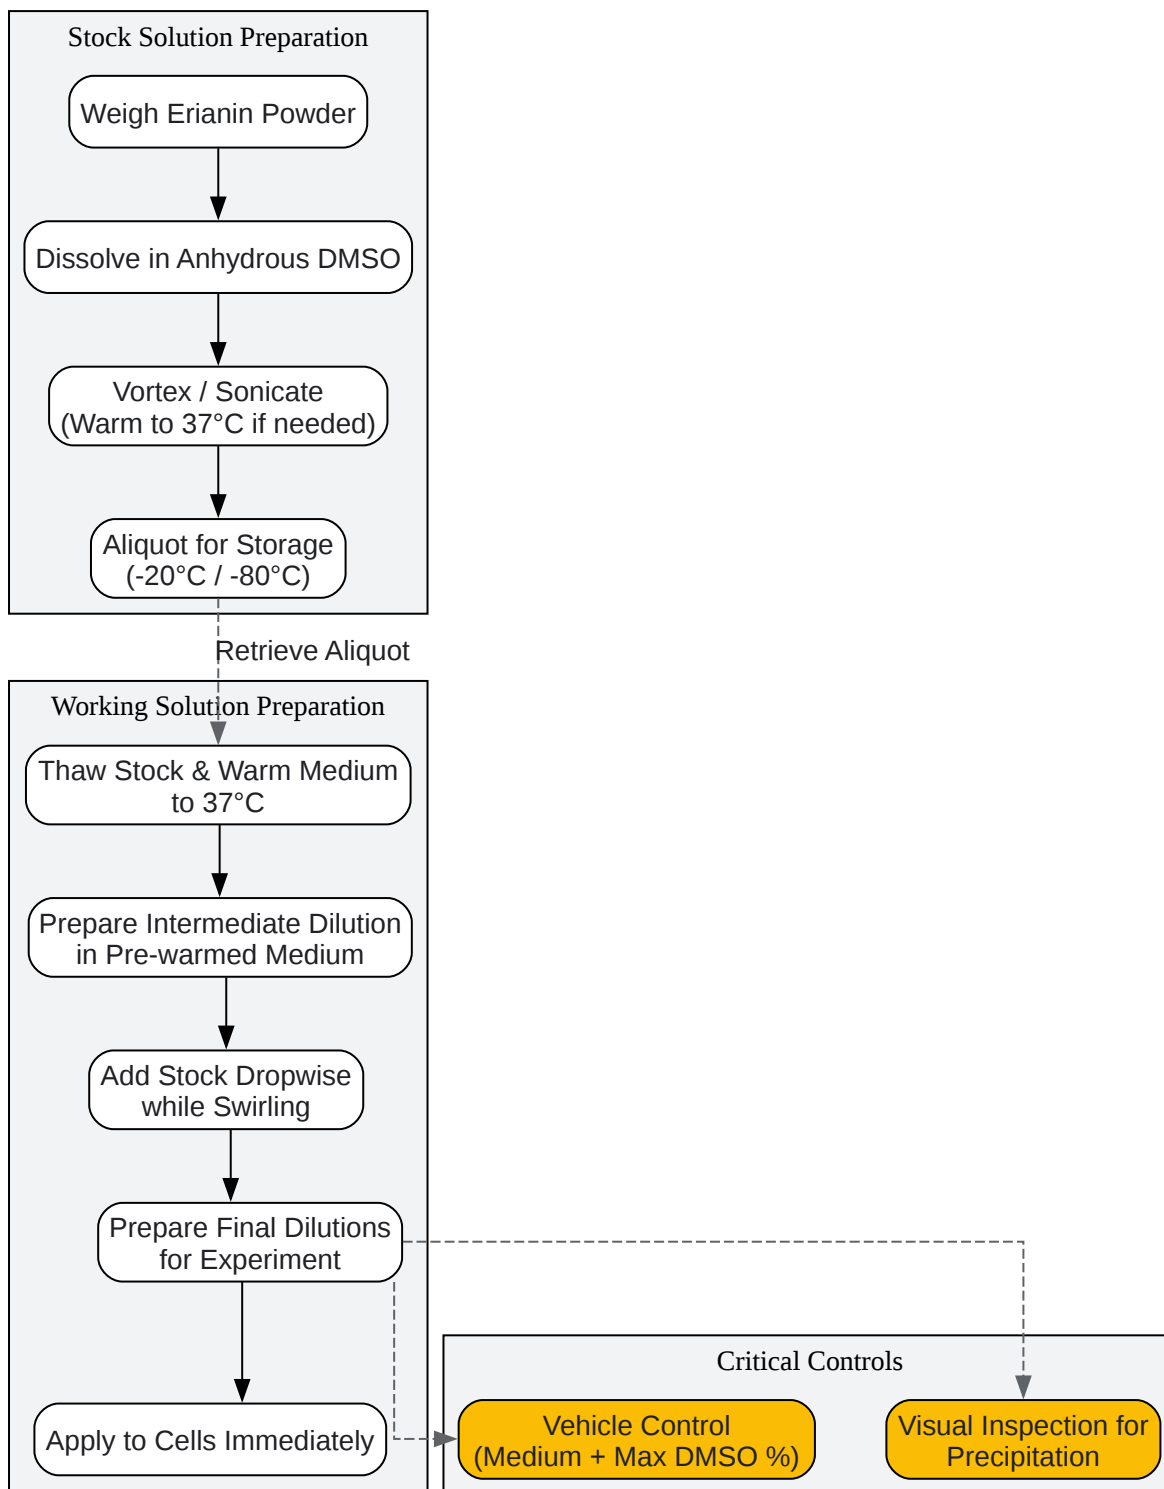 Stock Solution Preparation
Weigh Erianin Powder
Dissolve in Anhydrous DMSO
Vortex / Sonicate
(Warm to 37°C if needed)
Aliquot for Storage
(-20°C / -80°C)
Retrieve Aliquot
Working Solution Preparation
Thaw Stock & Warm Medium
to 37°C
Prepare Intermediate Dilution
in Pre-warmed Medium
Add Stock Dropwise
while Swirling
Prepare Final Dilutions
for Experiment
Apply to Cells Immediately
Critical Controls
Vehicle Control
(Medium + Max DMSO %)
Visual Inspection for
Precipitation